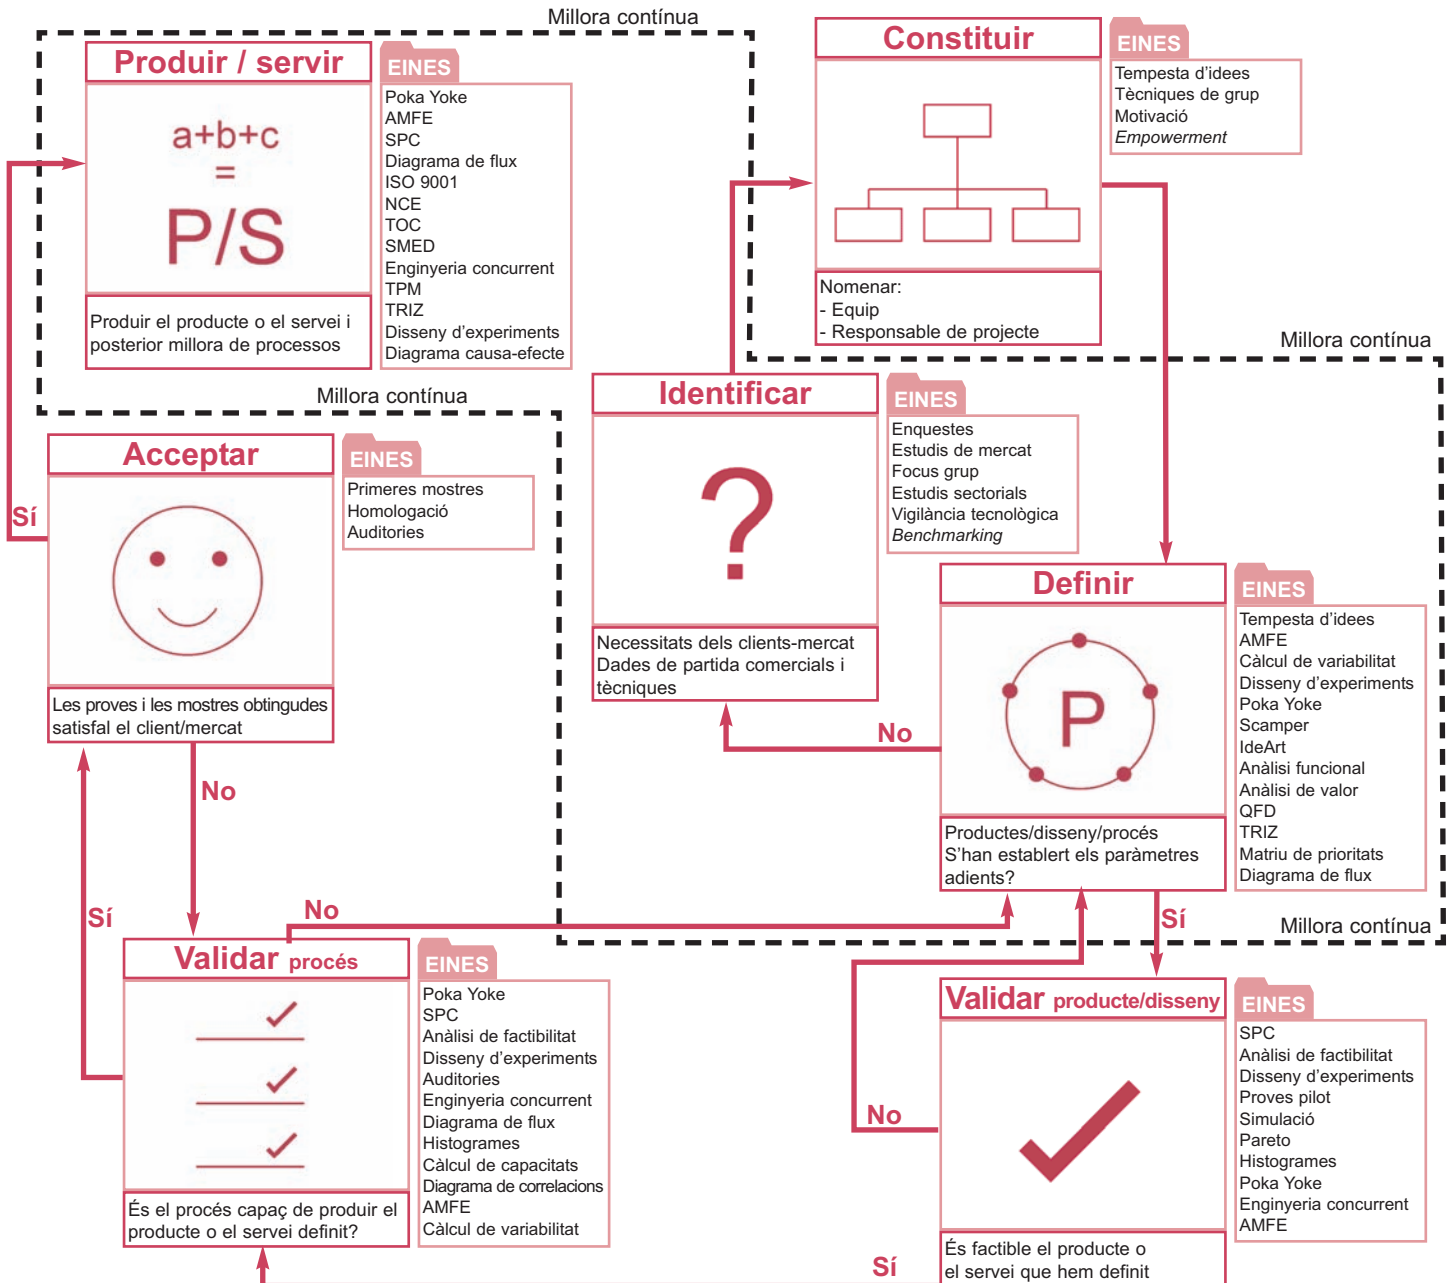 Millora contínua
Produir / servir
EINES
a+b+c
=
P/S
Produir el producte o el servei i
posterior millora de processos
Poka Yoke
AMFE
SPC
Diagrama de flux
ISO 9001
NCE
TOC
SMED
Enginyeria concurrent
TPM
TRIZ
Disseny d'experiments
Diagrama causa-efecte
Constituir
EINES
Nomenar:
- Equip
- Responsable de projecte
Tempesta d'idees
Tècniques de grup
Motivació
Empowerment
Millora contínua
Millora contínua
Identificar
EINES
?
Necessitats dels clients-mercat
Dades de partida comercials i
tècniques
Enquestes
Estudis de mercat
Focus grup
Estudis sectorials
Vigilància tecnològica
Benchmarking
Acceptar
EINES
Les proves i les mostres obtingudes
satisfal el client/mercat
Primeres mostres
Homologació
Auditories
Sí
No
Definir
EINES
P
Productes/disseny/procés
S'han establert els paràmetres
adients?
Tempesta d'idees
AMFE
Càlcul de variabilitat
Disseny d'experiments
Poka Yoke
Scamper
IdeArt
Anàlisi funcional
Anàlisi de valor
QFD
TRIZ
Matriu de prioritats
Diagrama de flux
No
Sí
Millora contínua
Sí
No
Validar procés
EINES
És el procés capaç de produir el
producte o el servei definit?
Poka Yoke
SPC
Anàlisi de factibilitat
Disseny d'experiments
Auditories
Enginyeria concurrent
Diagrama de flux
Histogrames
Càlcul de capacitats
Diagrama de correlacions
AMFE
Càlcul de variabilitat
Validar producte/disseny
EINES
És factible el producte o
el servei que hem definit
SPC
Anàlisi de factibilitat
Disseny d'experiments
Proves pilot
Simulació
Pareto
Histogrames
Poka Yoke
Enginyeria concurrent
AMFE
No
Sí